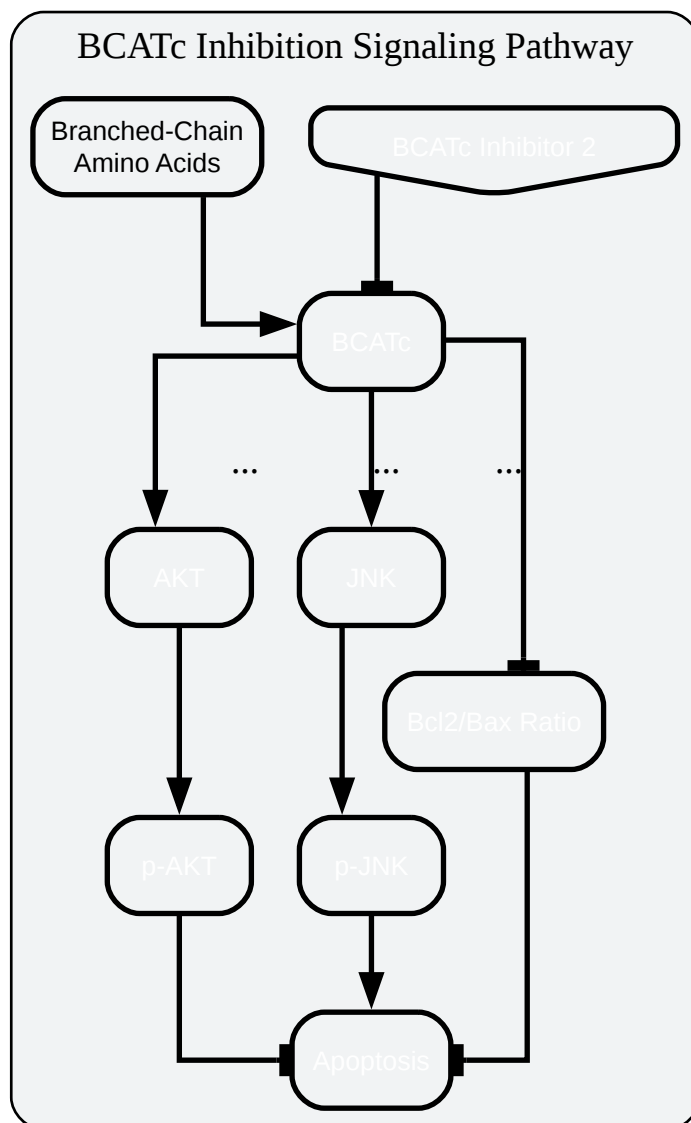 BCATc Inhibition Signaling Pathway
Branched-Chain
Amino Acids
BCATc Inhibitor 2
BCATc
... ... ...
AKT JNK
Bcl2/Bax Ratio
p-AKT p-JNK
Apoptosis